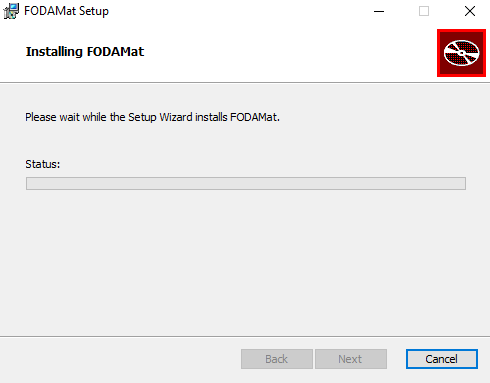 FODAMat Setup
Installing FODAMat
Please wait while the Setup Wizard installs FODAMat.
Status:
Back Next Cancel